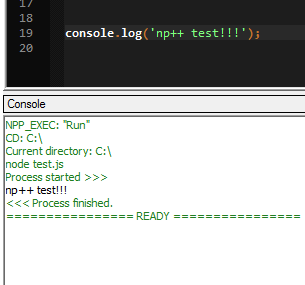 17
18
19 console.log('np++ test!!!');
20
Console
NPP_EXEC: "Run"
CD: C:\
Current directory: C:\
node test.js
Process started >>>
np++ test!!!
<<< Process finished.
================ READY ================